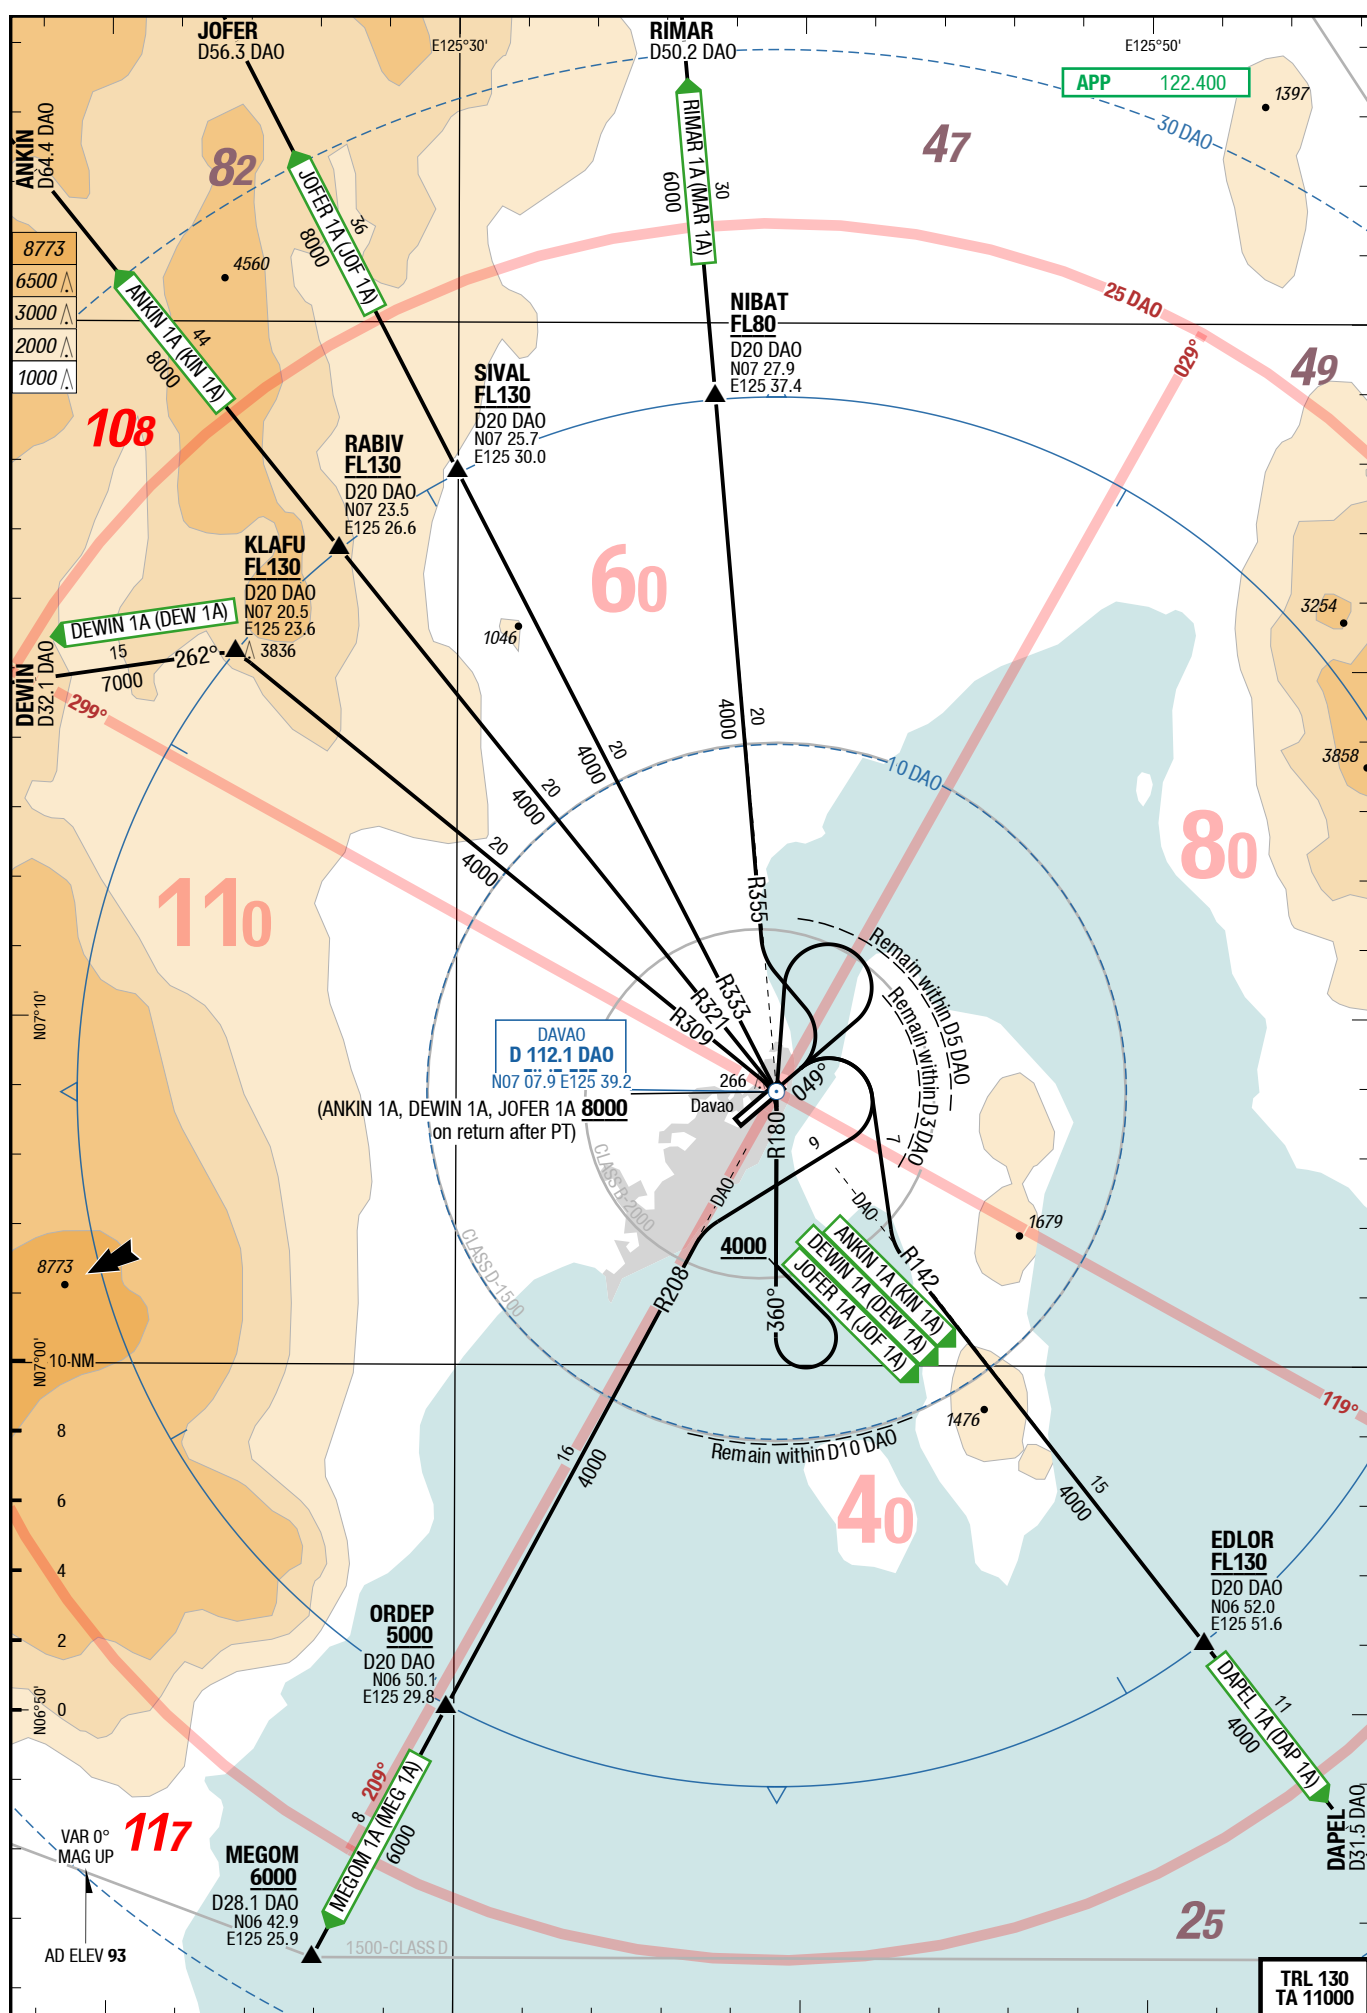 JOFER
D56.3 DAO
E125°30'
RIMAR
D50.2 DAO
E125°50'
APP 122.400
1397
30 DAO
47
ANKIN
D64.4 DAO
82
JOFER 1A (JOF 1A)
36
8000
RIMAR 1A (MAR 1A)
30
6000
8773
6500
3000
2000
1000
4560
ANKIN 1A (KIN 1A)
44
8000
25 DAO
029°
49
NIBAT
FL80
D20 DAO
N07 27.9
E125 37.4
SIVAL
FL130
D20 DAO
N07 25.7
E125 30.0
108
RABIV
FL130
D20 DAO
N07 23.5
E125 26.6
KLAFU
FL130
D20 DAO
N07 20.5
E125 23.6
3836
60
1046
3254
DEWIN 1A (DEW 1A)
15
262°
7000
DEWIN
D32.1 DAO
299°
20
4000
20
4000
20
4000
20
4000
10 DAO
3858
80
110
R355
R333
R321
R309
Remain within D5 DAO
Remain within D3 DAO
N07°10'
DAVAO
D 112.1 DAO
N07 07.9 E125 39.2
266
Davao
049°
(ANKIN 1A, DEWIN 1A, JOFER 1A 8000
on return after PT)
R180
9
7
CLASS B-2000
CLASS D-1500
DAO
DAO
1679
4000
ANKIN 1A (KIN 1A)
DEWIN 1A (DEW 1A)
JOFER 1A (JOF 1A)
R142
R208
360°
8773
N07°00'
10-NM
8
6
4
2
0
119°
1476
Remain within D10 DAO
16
4000
40
15
4000
EDLOR
FL130
D20 DAO
N06 52.0
E125 51.6
ORDEP
5000
D20 DAO
N06 50.1
E125 29.8
N06°50'
DAPEL 1A (DAP 1A)
11
4000
DAPEL
D31.5 DAO
209°
8
MEGOM 1A (MEG 1A)
6000
VAR 0°
MAG UP
117
MEGOM
6000
D28.1 DAO
N06 42.9
E125 25.9
AD ELEV 93
1500-CLASS D
25
TRL 130
TA 11000